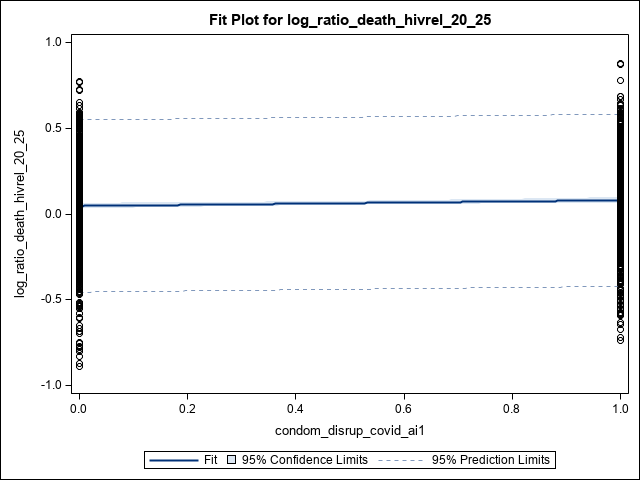 Fit Plot for log_ratio_death_hivrel_20_25
1.0
0.5
0.0
-0.5
-1.0
log_ratio_death_hivrel_20_25
0.0 0.2 0.4 0.6 0.8 1.0
condom_disrup_covid_ai1
Fit 95% Confidence Limits 95% Prediction Limits